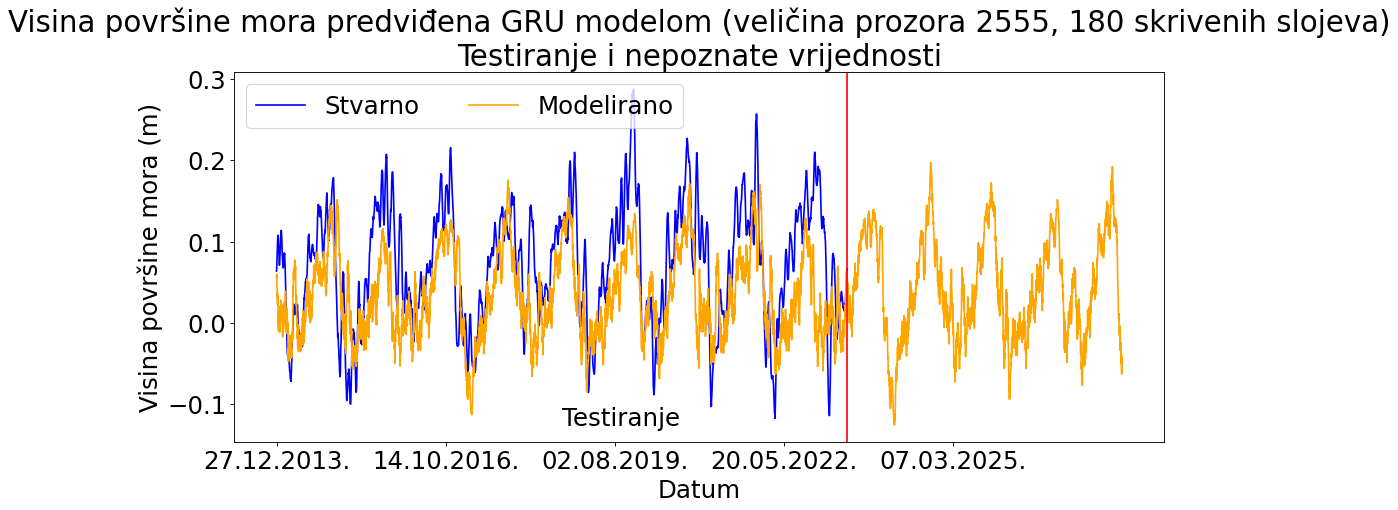 Visina površine mora predviđena GRU modelom (veličina prozora 2555, 180 skrivenih slojeva)
Testiranje i nepoznate vrijednosti
Stvarno Modelirano
Visina površine mora (m)
0.3
0.2
0.1
0.0
−0.1
Testiranje
27.12.2013. 14.10.2016. 02.08.2019. 20.05.2022. 07.03.2025.
Datum